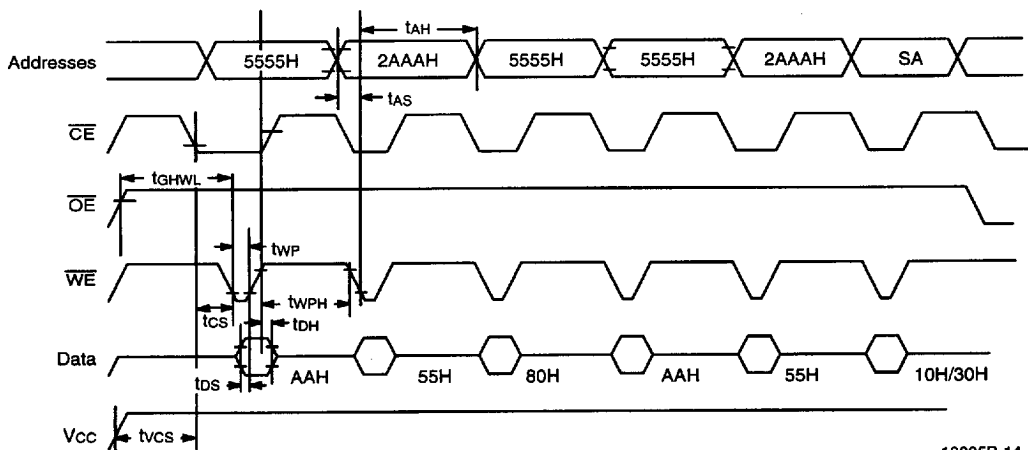 tAH
Addresses 5555H 2AAAH 5555H 5555H 2AAAH SA
tAS
CE
tGHWL
OE
tWP
WE
tWPH
tCS
tDH
Data AAH 55H 80H AAH 55H 10H/30H
tDS
VCC tVCS